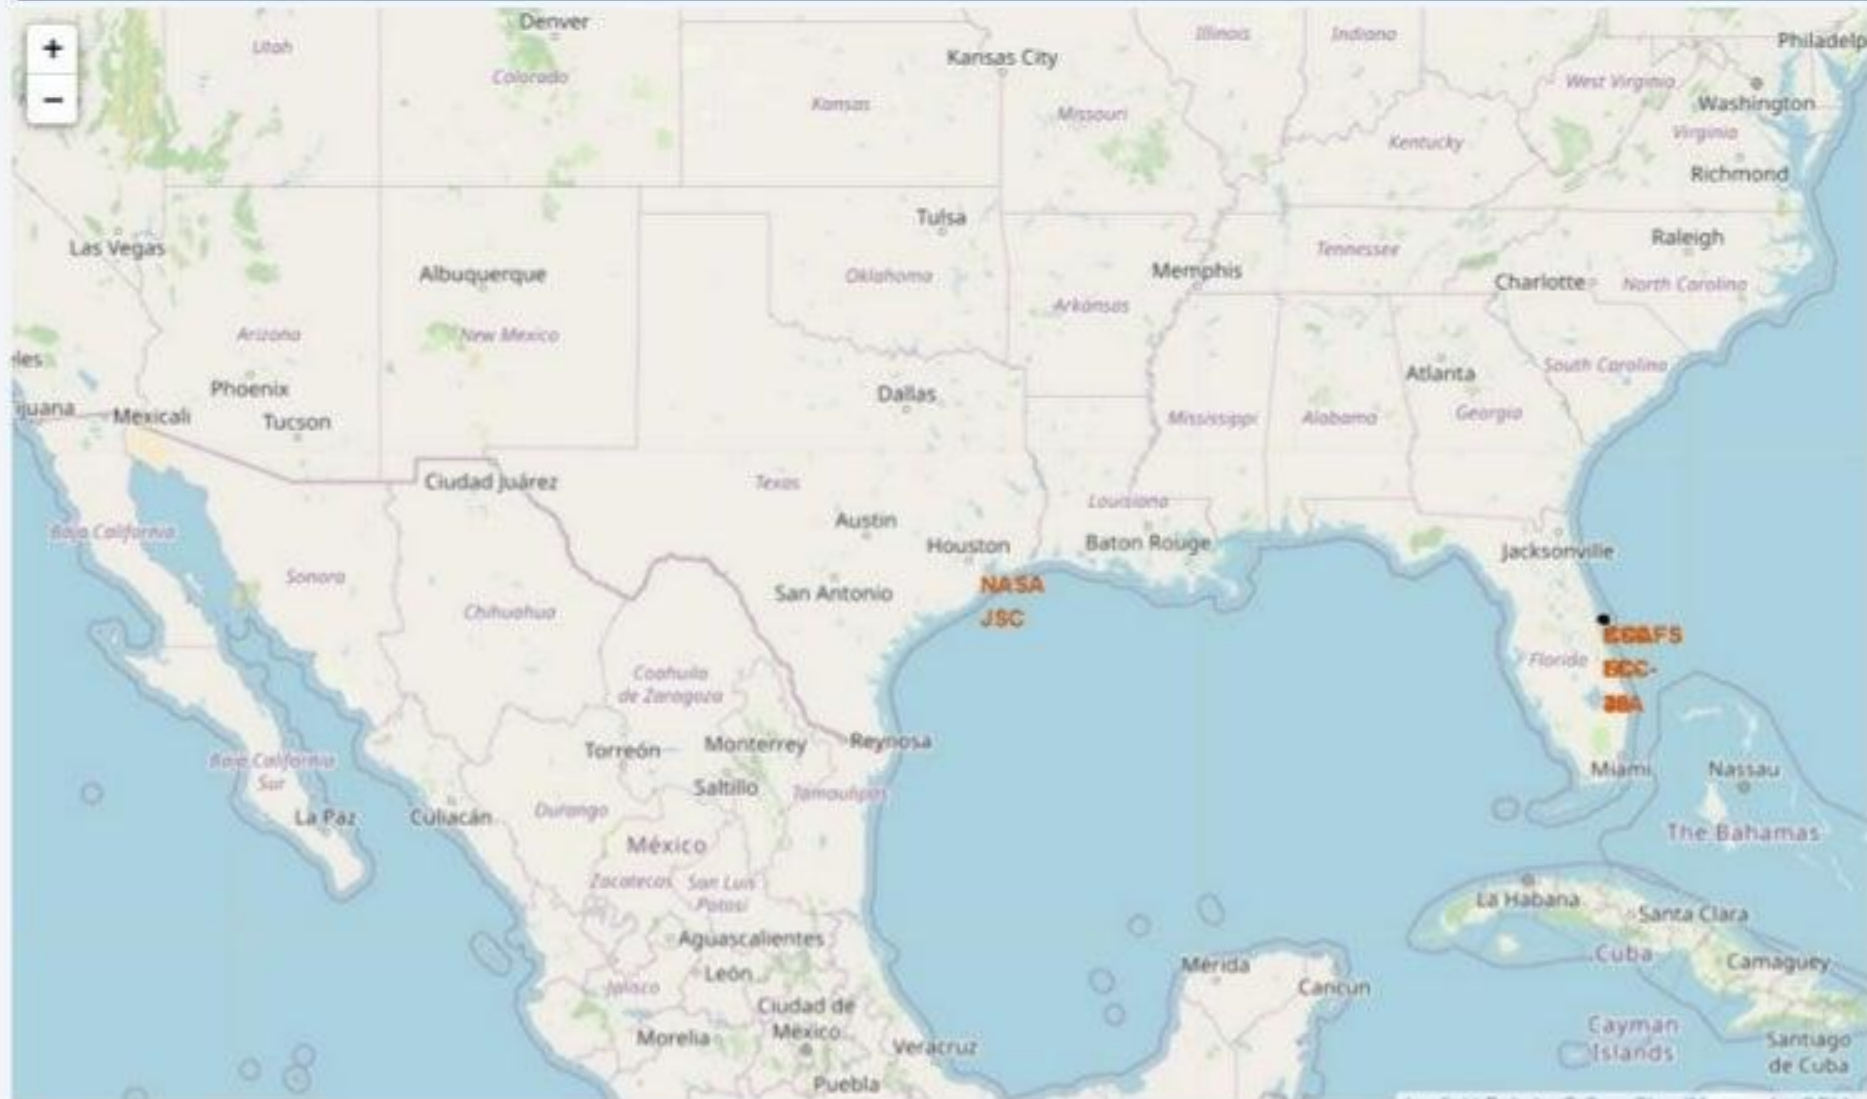 +
Denver
Utah
Philadelp
Kansas City
Illinois
Indiana
Colorado
West Virginia
−
Kansas
Missouri
Washington
Virginia
Kentucky
Richmond
Tulsa
Raleigh
Las Vegas
Tennessee
Albuquerque
Memphis
Oklahoma
Charlotte
North Carolina
Arkansas
Arizona
New Mexico
les
South Carolina
Atlanta
Phoenix
Dallas
ijuana
Mexicali
Tucson
Mississippi
Alabama
Georgia
Ciudad Juárez
Texas
Louisiana
Austin
Baja California
Houston
Baton Rouge
Jacksonville
Sonora
NASA
San Antonio
Chihuahua
JSC
Florida
Coahuila
de Zaragoza
Torreón
Monterrey
Reynosa
Baja California
Sur
Miami
Nassau
Saltillo
Tamaulipas
La Paz
Culiacán
Durango
The Bahamas
México
Zacatecas
San Luis
Potosí
La Habana
Santa Clara
Aguascalientes
Cuba
Camagüey
Mérida
León
Jalisco
Cancún
Ciudad de
México
Cayman
Islands
Morelia
Veracruz
Santiago
de Cuba
Puebla